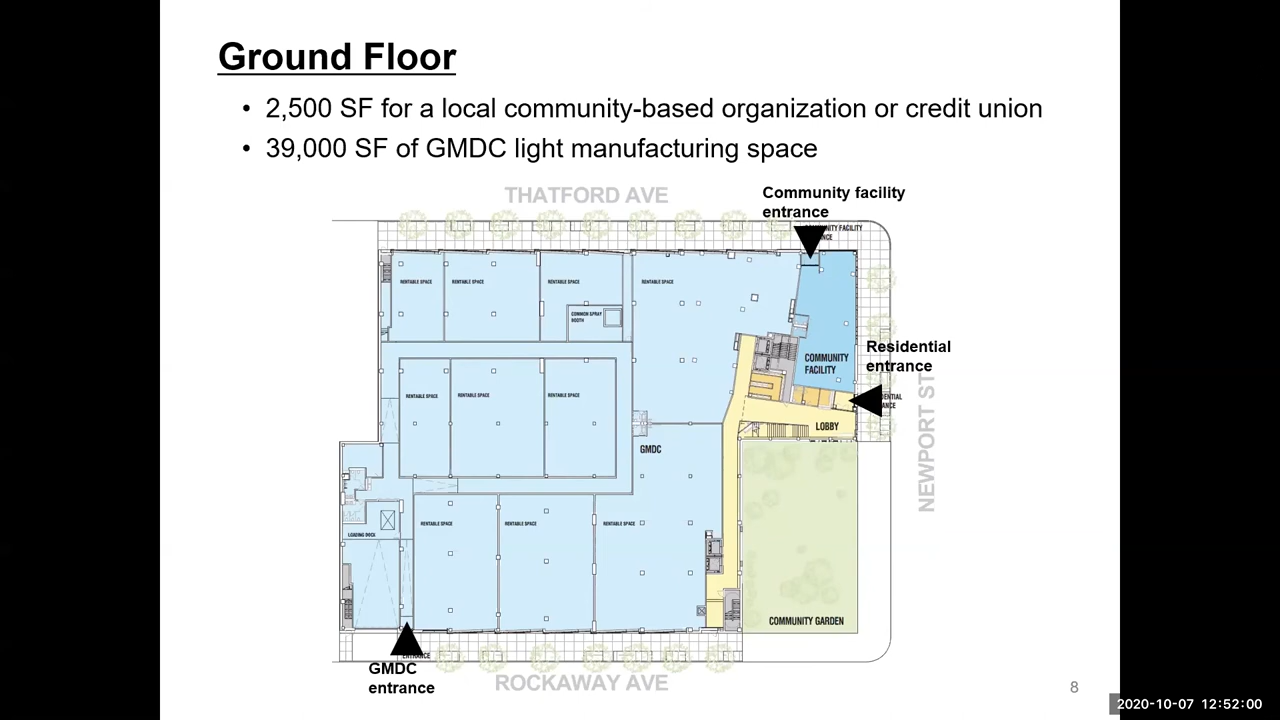 Ground Floor
• 2,500 SF for a local community-based organization or credit union
• 39,000 SF of GMDC light manufacturing space
THATFORD AVE
Community facility
entrance
RENTABLE SPACE
RENTABLE SPACE
RENTABLE SPACE
RENTABLE SPACE
COMMON SPRAY
BOOTH
COMMUNITY
FACILITY
Residential
entrance
RENTABLE SPACE
RENTABLE SPACE
RENTABLE SPACE
LOBBY
GMDC
NEWPORT ST
RENTABLE SPACE
RENTABLE SPACE
RENTABLE SPACE
LOADING DOCK
COMMUNITY GARDEN
GMDC
entrance
ROCKAWAY AVE
8
2020-10-07 12:52:00